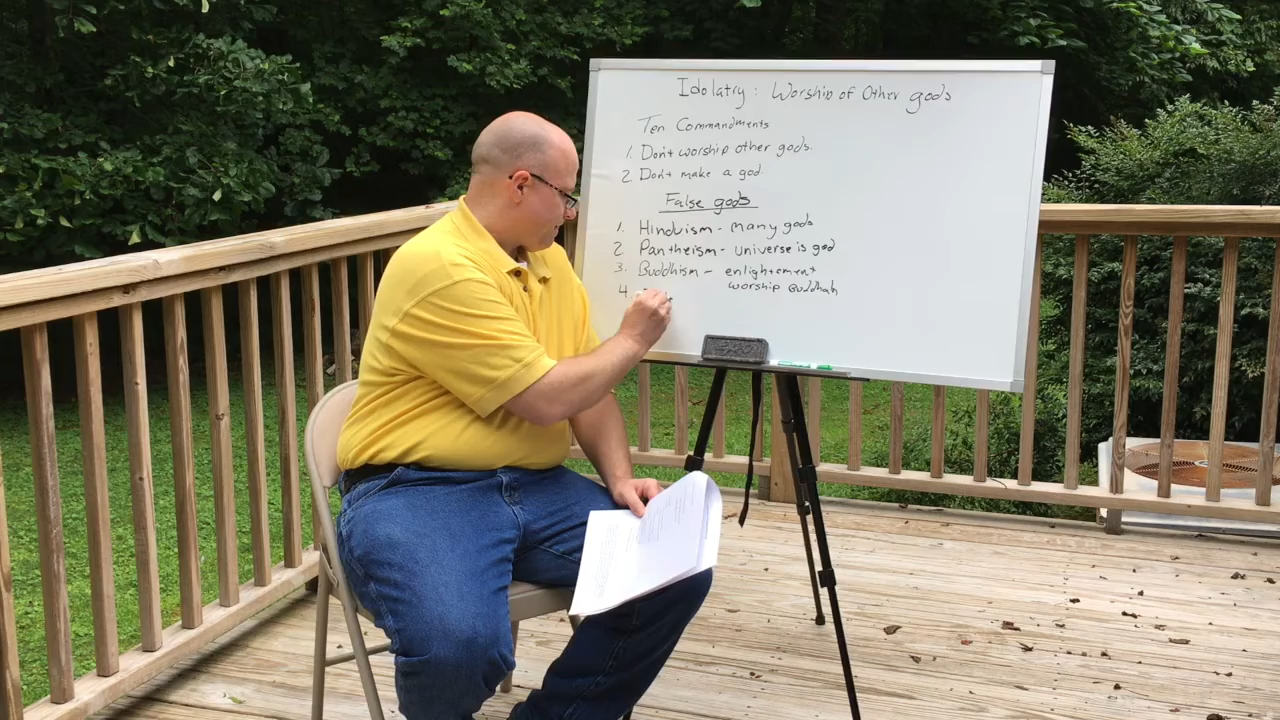 Idolatry: Worship of Other gods
Ten Commandments
1. Don't worship other gods.
2 Don't make a god
False gods
1. Hinduism - many gods
2 Pantheism - universe is god
3. Buddhism - enlightement
worship Buddhah
4